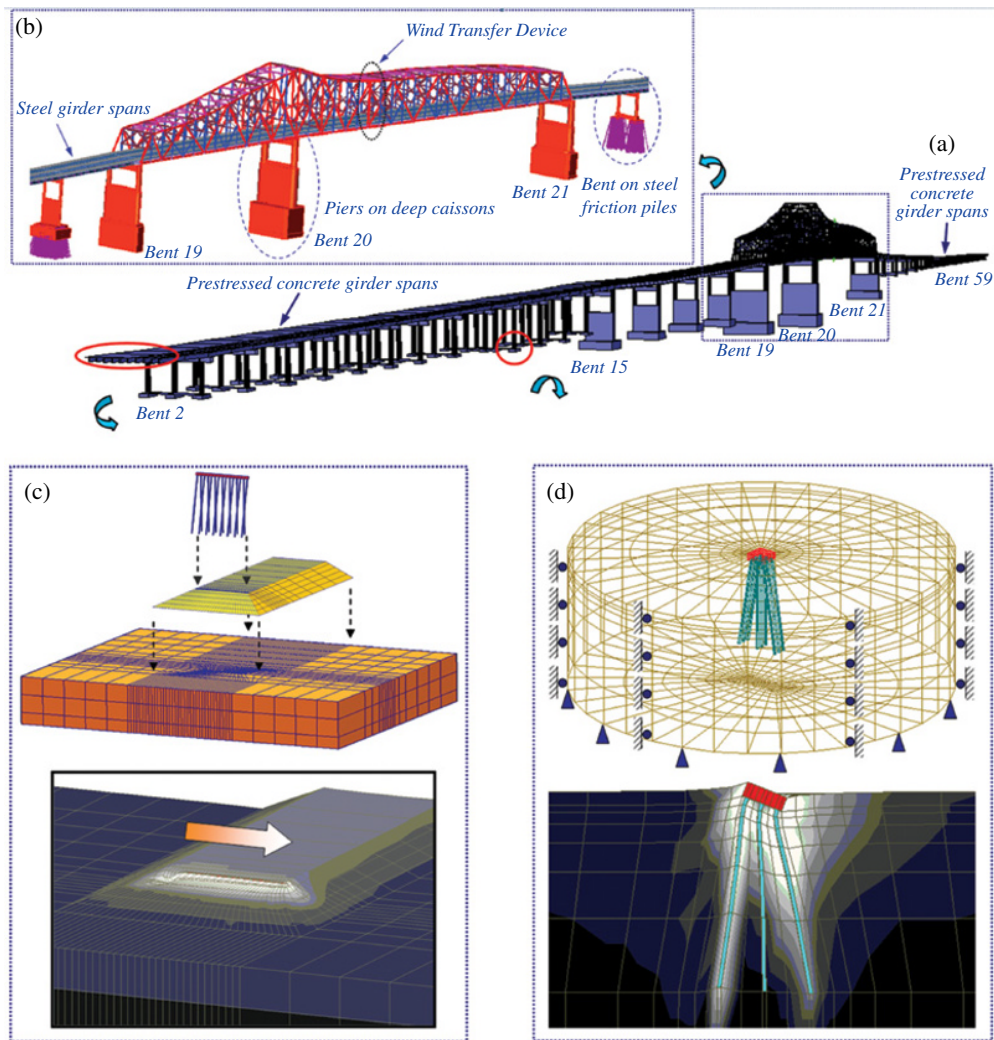 (b)
Wind Transfer Device
Steel girder spans
(a)
Prestressed
concrete
girder spans
Bent 21
Bent on steel
friction piles
Piers on deep caissons
Bent 19
Bent 20
Prestressed concrete girder spans
Bent 59
Bent 21
Bent 20
Bent 19
Bent 15
Bent 2
(c)
(d)